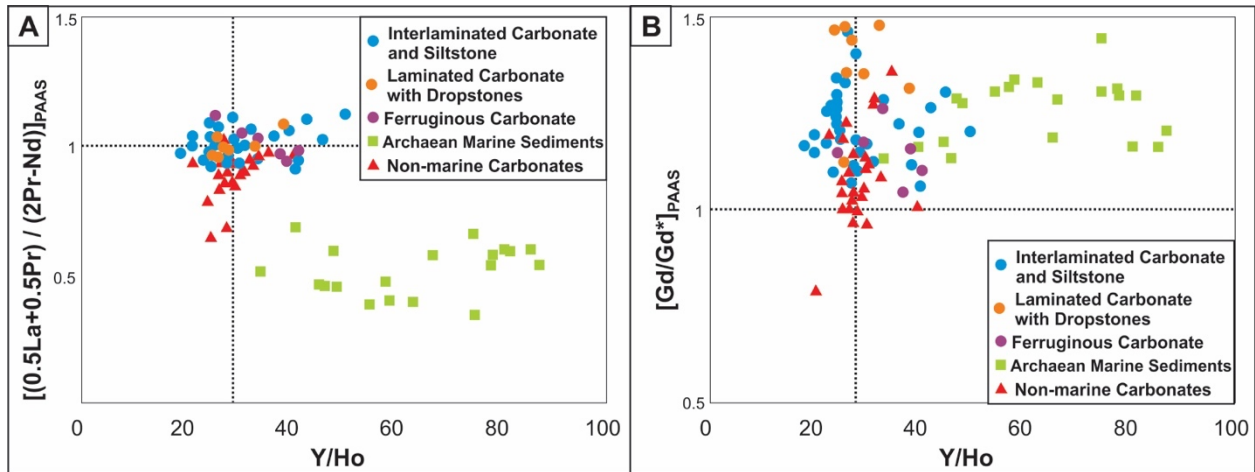 A
[(0.5La+0.5Pr) / (2Pr-Nd)]PAAS
1.5
1
0.5
Interlaminated Carbonate
and Siltstone
Laminated Carbonate
with Dropstones
Ferruginous Carbonate
Archaean Marine Sediments
Non-marine Carbonates
0 20 40 60 80 100
Y/Ho
B
[Gd/Gd*]PAAS
1.5
1
0.5
Interlaminated Carbonate
and Siltstone
Laminated Carbonate
with Dropstones
Ferruginous Carbonate
Archaean Marine Sediments
Non-marine Carbonates
0 20 40 60 80 100
Y/Ho